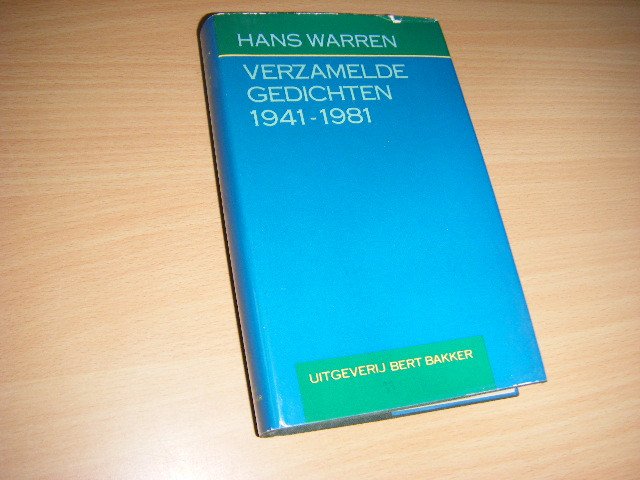 HANS WARREN
VERZAMELDE
GEDICHTEN
1941-1981
UITGEVERIJ BERT BAKKER